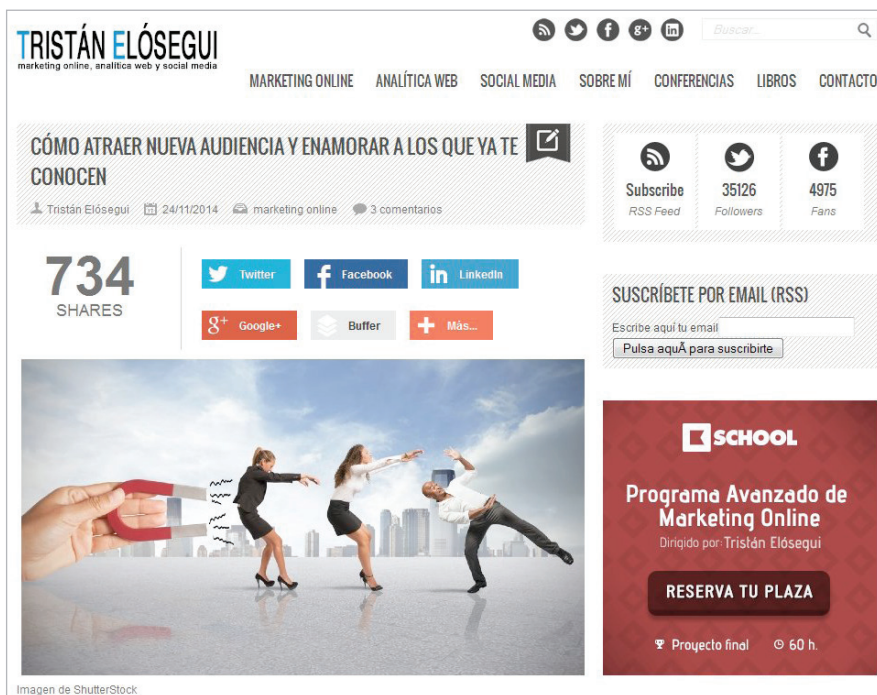 TRISTÁN ELÓSEGUI
marketing online, analítica web y social media
Buscar...
MARKETING ONLINE ANALÍTICA WEB SOCIAL MEDIA SOBRE MÍ CONFERENCIAS LIBROS CONTACTO
CÓMO ATRAER NUEVA AUDIENCIA Y ENAMORAR A LOS QUE YA TE
CONOCEN
Tristán Elósegui 24/11/2014 marketing online 3 comentarios
734
SHARES
Twitter Facebook LinkedIn
Google+ Buffer Más...
Subscribe 35126 4975
RSS Feed Followers Fans
SUSCRÍBETE POR EMAIL (RSS)
Escribe aquí tu email
Pulsa aquÃ para suscribirte
SCHOOL
Programa Avanzado de
Marketing Online
Dirigido por: Tristán Elósegui
RESERVA TU PLAZA
Proyecto final 60 h.
Imagen de ShutterStock